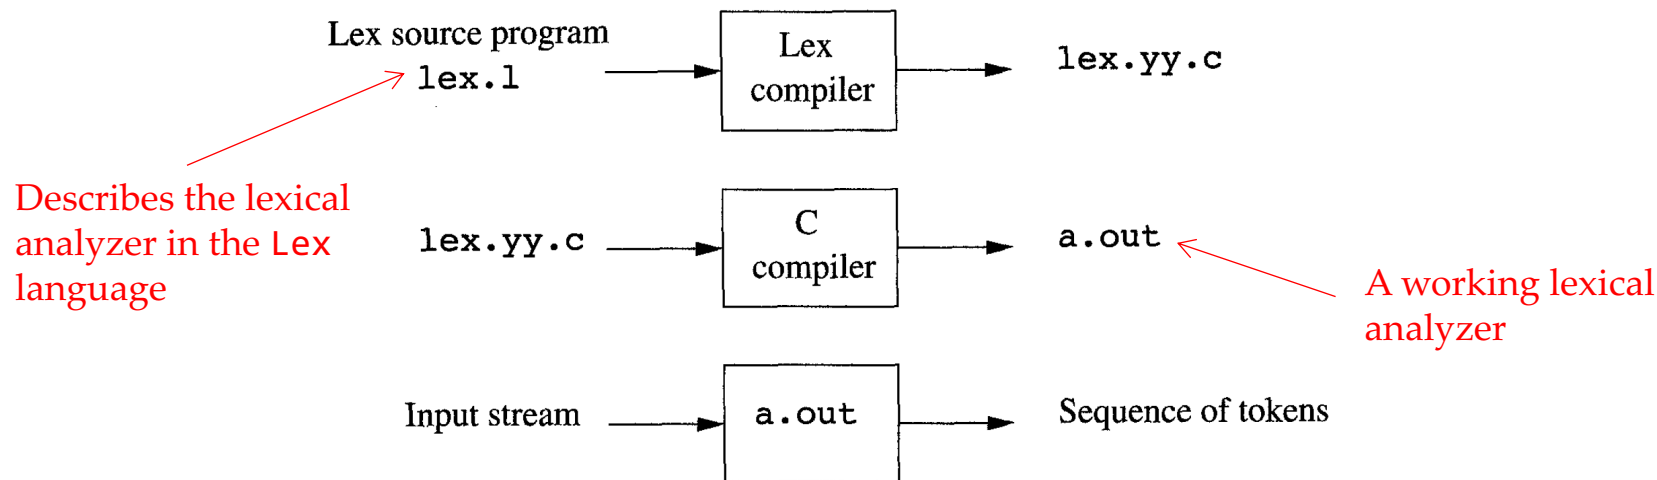 Lex source program
lex.l
Lex
compiler
lex.yy.c
Describes the lexical
analyzer in the Lex
language
lex.yy.c
C
compiler
a.out
A working lexical
analyzer
Input stream
a.out
Sequence of tokens